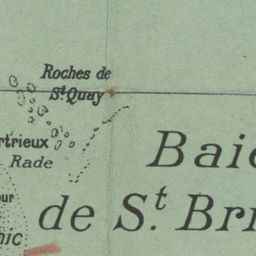 Roches de
St Quay
rtrieux
Rade
Baie
de St. Bri
our
nic